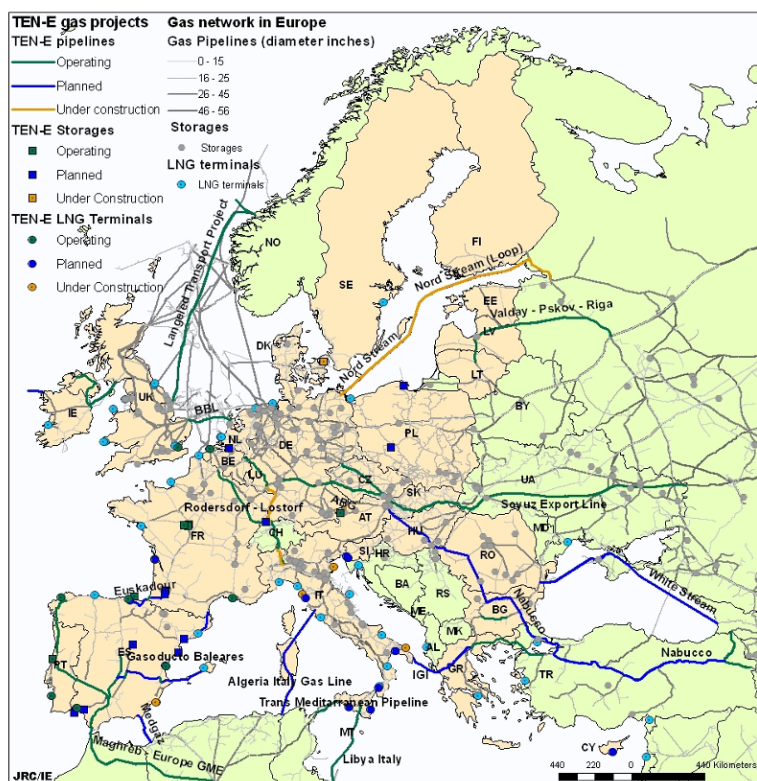 TEN-E gas projects
TEN-E pipelines
Operating
Planned
Under construction
TEN-E Storages
Operating
Planned
Under Construction
TEN-E LNG Terminals
Operating
Planned
Under Construction
Gas network in Europe
Gas Pipelines (diameter inches)
0 - 15
16 - 25
26 - 45
46 - 56
Storages
Storages
LNG terminals
LNG terminals
Langeled Transport Project
NO
SE
FI
Nord Stream (Loop)
Nord Stream
EE
Valday - Pskov - Riga
LV
LT
DK
BY
IE
UK
BBL
NL
BE
DE
PL
LU
CZ
SK
UA
Soyuz Export Line
Rodersdorf - Lostorf
FR
CH
AT
HU
MD
RO
SI
HR
BA
RS
ME
MK
AL
BG
GR
IT
Nabucco
White Stream
Nabucco
TR
Euskadour
PT
ES
Gasoducto Baleares
Algeria Italy Gas Line
IGI
Trans Mediterranean Pipeline
Medgaz
Maghreb - Europe GME
MT
Libya Italy
CY
JRC/IE
440 220 0 440 Kilometers